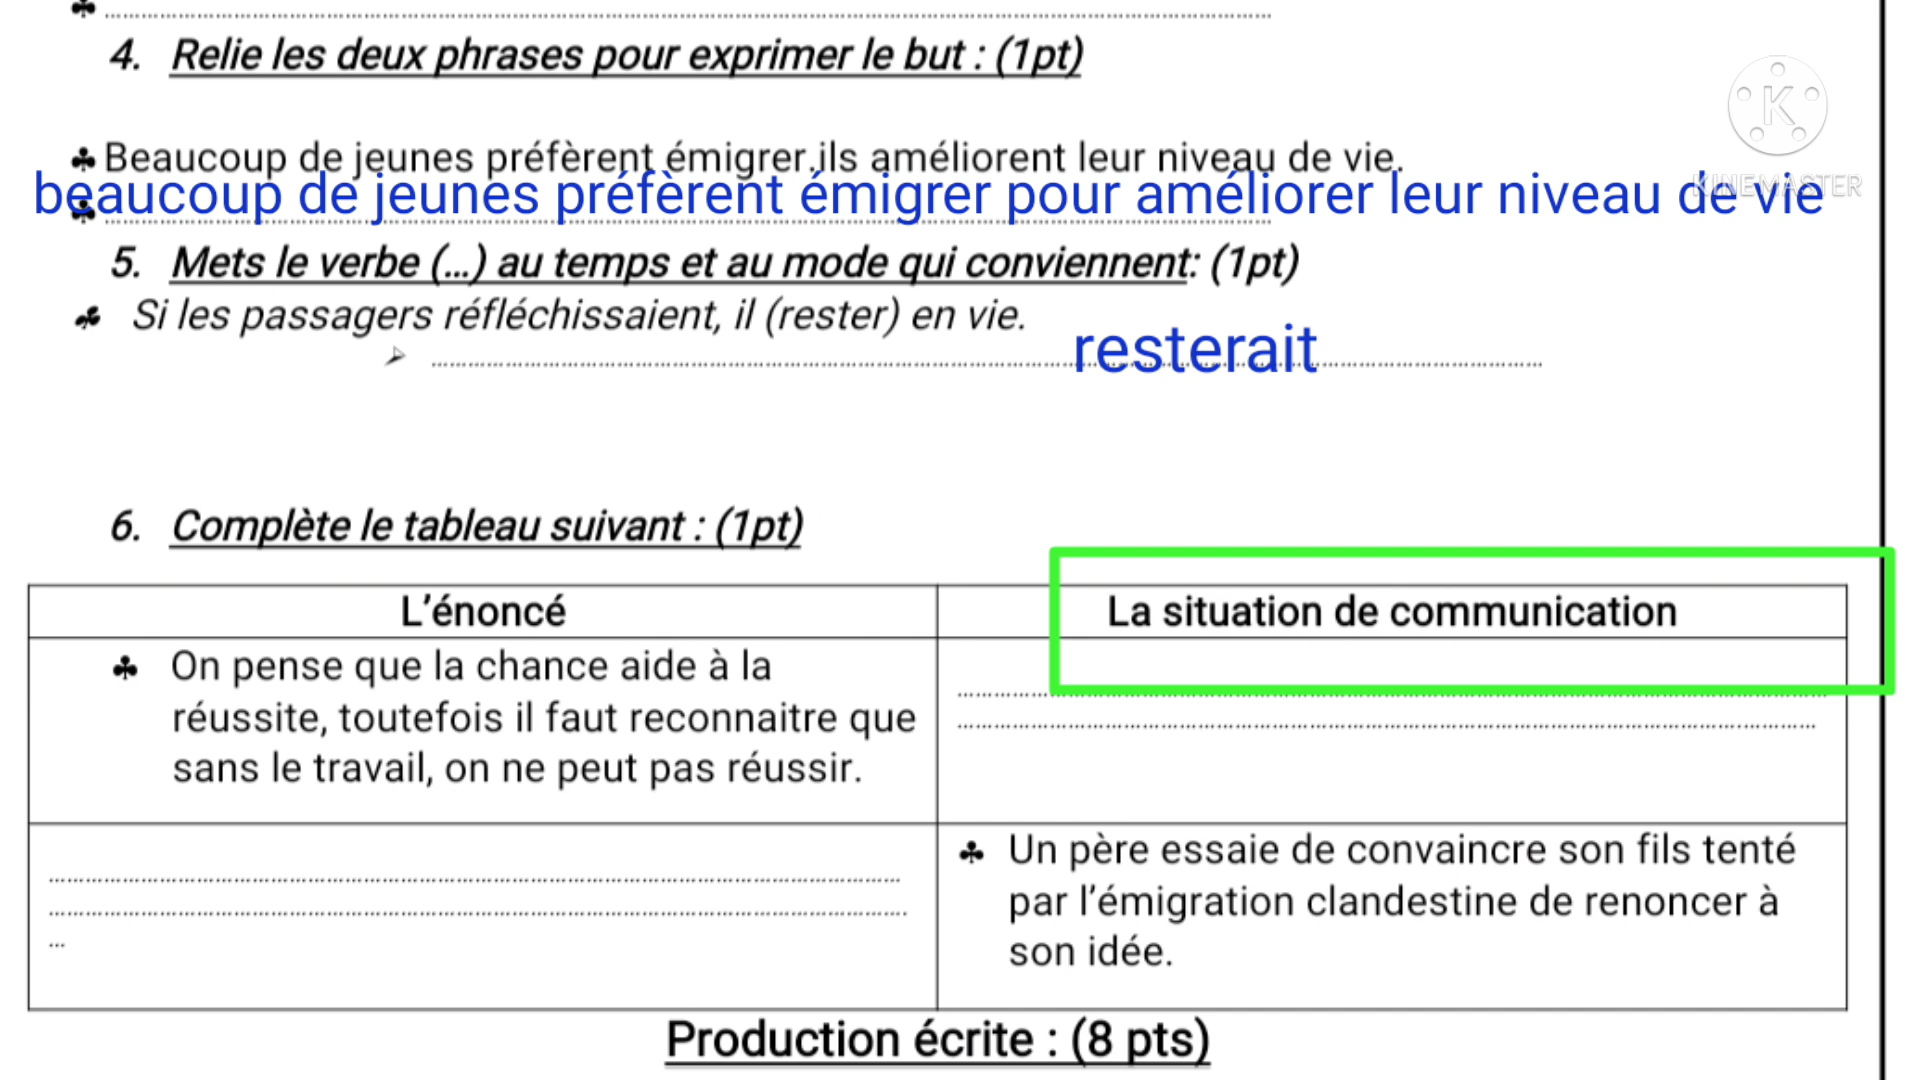 4. Relie les deux phrases pour exprimer le but : (1pt)
K
♣ Beaucoup de jeunes préfèrent émigrer.ils améliorent leur niveau de vie.
KINEMASTER
beaucoup de jeunes préfèrent émigrer pour améliorer leur niveau de vie
5. Mets le verbe (...) au temps et au mode qui conviennent: (1pt)
♣ Si les passagers réfléchissaient, il (rester) en vie.
resterait
6. Complète le tableau suivant : (1pt)
L’énoncé
La situation de communication
♣ On pense que la chance aide à la
réussite, toutefois il faut reconnaitre que
sans le travail, on ne peut pas réussir.
♣ Un père essaie de convaincre son fils tenté
par l’émigration clandestine de renoncer à
son idée.
Production écrite : (8 pts)